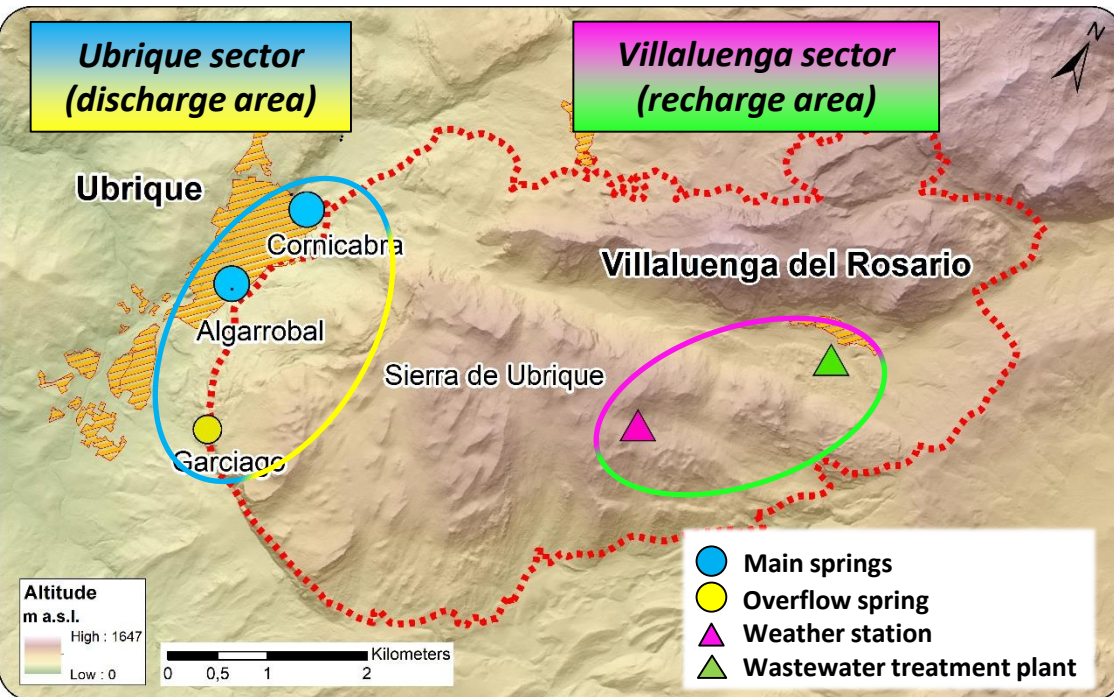 Ubrique sector
(discharge area)
Villaluenga sector
(recharge area)
N
Ubrique
Cornicabra
Villaluenga del Rosario
Algarrobal
Sierra de Ubrique
Garciago
Main springs
Overflow spring
Weather station
Wastewater treatment plant
Altitude
m a.s.l.
High : 1647
Low : 0
Kilometers
0 0,5 1 2